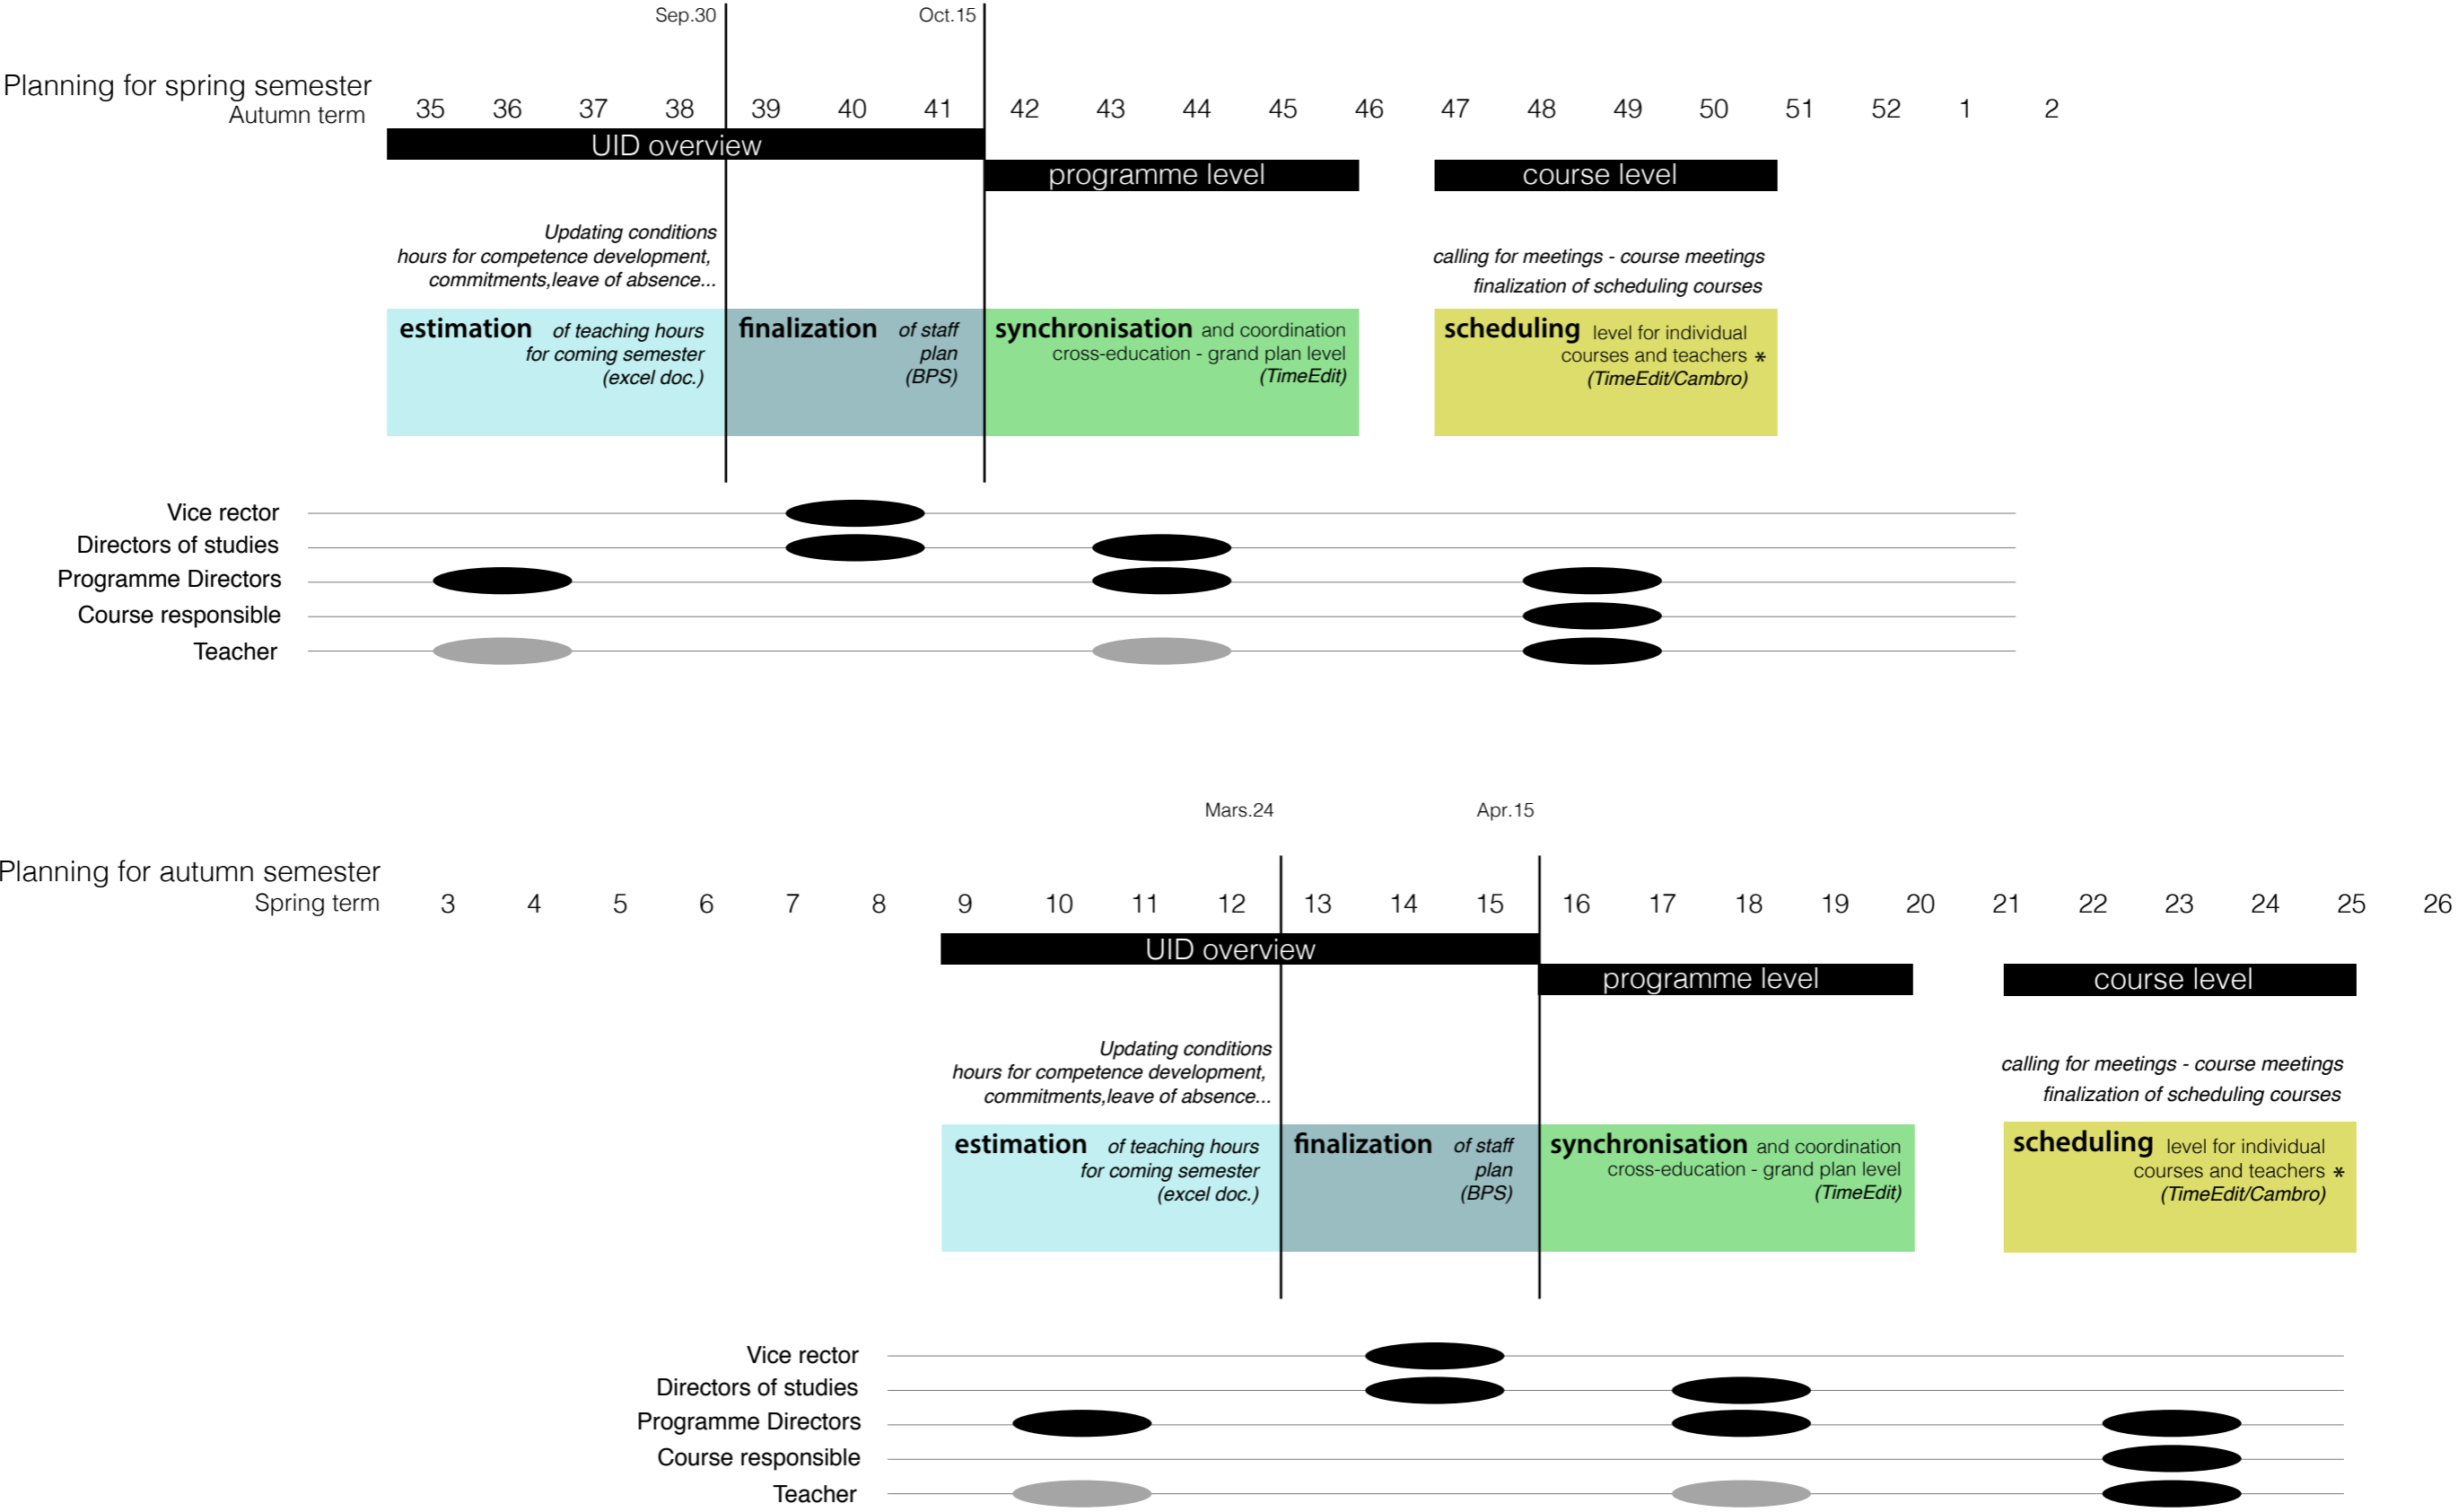 Sep.30 Oct.15
Planning for spring semester
Autumn term 35 36 37 38 39 40 41 42 43 44 45 46 47 48 49 50 51 52 1 2
UID overview
programme level course level
Updating conditions
hours for competence development,
commitments,leave of absence...
calling for meetings - course meetings
finalization of scheduling courses
estimation of teaching hours
for coming semester
(excel doc.)
finalization of staff
plan
(BPS)
synchronisation and coordination
cross-education - grand plan level
(TimeEdit)
scheduling level for individual
courses and teachers *
(TimeEdit/Cambro)
Vice rector
Directors of studies
Programme Directors
Course responsible
Teacher
Mars.24 Apr.15
Planning for autumn semester
Spring term 3 4 5 6 7 8 9 10 11 12 13 14 15 16 17 18 19 20 21 22 23 24 25 26
UID overview
programme level course level
Updating conditions
hours for competence development,
commitments,leave of absence...
calling for meetings - course meetings
finalization of scheduling courses
estimation of teaching hours
for coming semester
(excel doc.)
finalization of staff
plan
(BPS)
synchronisation and coordination
cross-education - grand plan level
(TimeEdit)
scheduling level for individual
courses and teachers *
(TimeEdit/Cambro)
Vice rector
Directors of studies
Programme Directors
Course responsible
Teacher